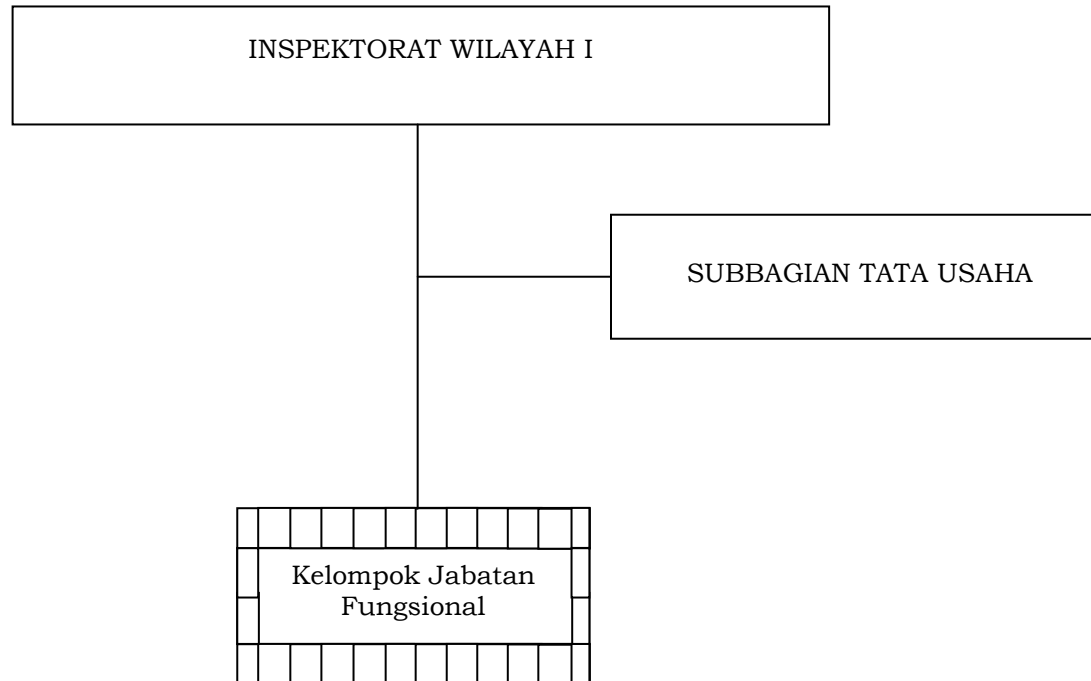 INSPEKTORAT WILAYAH I
SUBBAGIAN TATA USAHA
Kelompok Jabatan
Fungsional